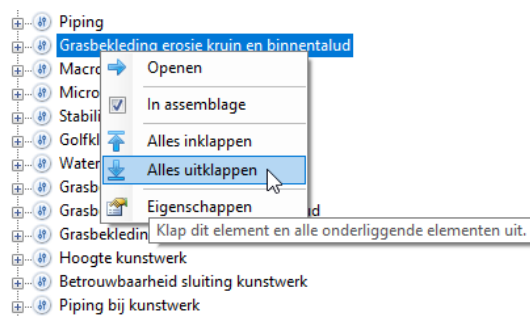 Piping
Grasbekleding erosie kruin en binnentalud
Macro
Openen
Micro
In assemblage
Stabili
Golfkl
Alles inklappen
Water
Alles uitklappen
Grasb
Grasb
Eigenschappen
Grasbekledin
Klap dit element en alle onderliggende elementen uit.
Hoogte kunstwerk
Betrouwbaarheid sluiting kunstwerk
Piping bij kunstwerk